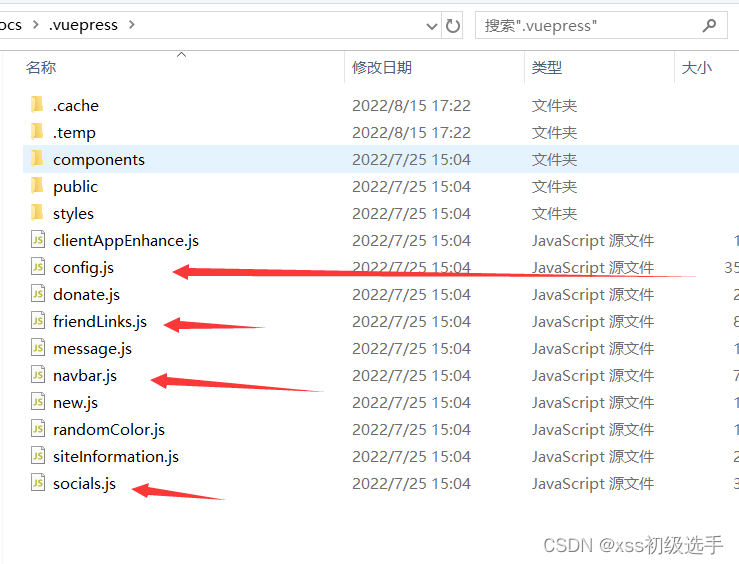 ocs > .vuepress >
搜索".vuepress"
名称 修改日期 类型 大小
.cache 2022/8/15 17:22 文件夹
.temp 2022/8/15 17:22 文件夹
components 2022/7/25 15:04 文件夹
public 2022/7/25 15:04 文件夹
styles 2022/7/25 15:04 文件夹
clientAppEnhance.js 2022/7/25 15:04 JavaScript 源文件 1
config.js 2022/7/25 15:04 JavaScript 源文件 35
donate.js 2022/7/25 15:04 JavaScript 源文件 2
friendLinks.js 2022/7/25 15:04 JavaScript 源文件 8
message.js 2022/7/25 15:04 JavaScript 源文件 1
navbar.js 2022/7/25 15:04 JavaScript 源文件 7
new.js 2022/7/25 15:04 JavaScript 源文件 1
randomColor.js 2022/7/25 15:04 JavaScript 源文件 1
siteInformation.js 2022/7/25 15:04 JavaScript 源文件 2
socials.js 2022/7/25 15:04 JavaScript 源文件 3
CSDN @xss初级选手